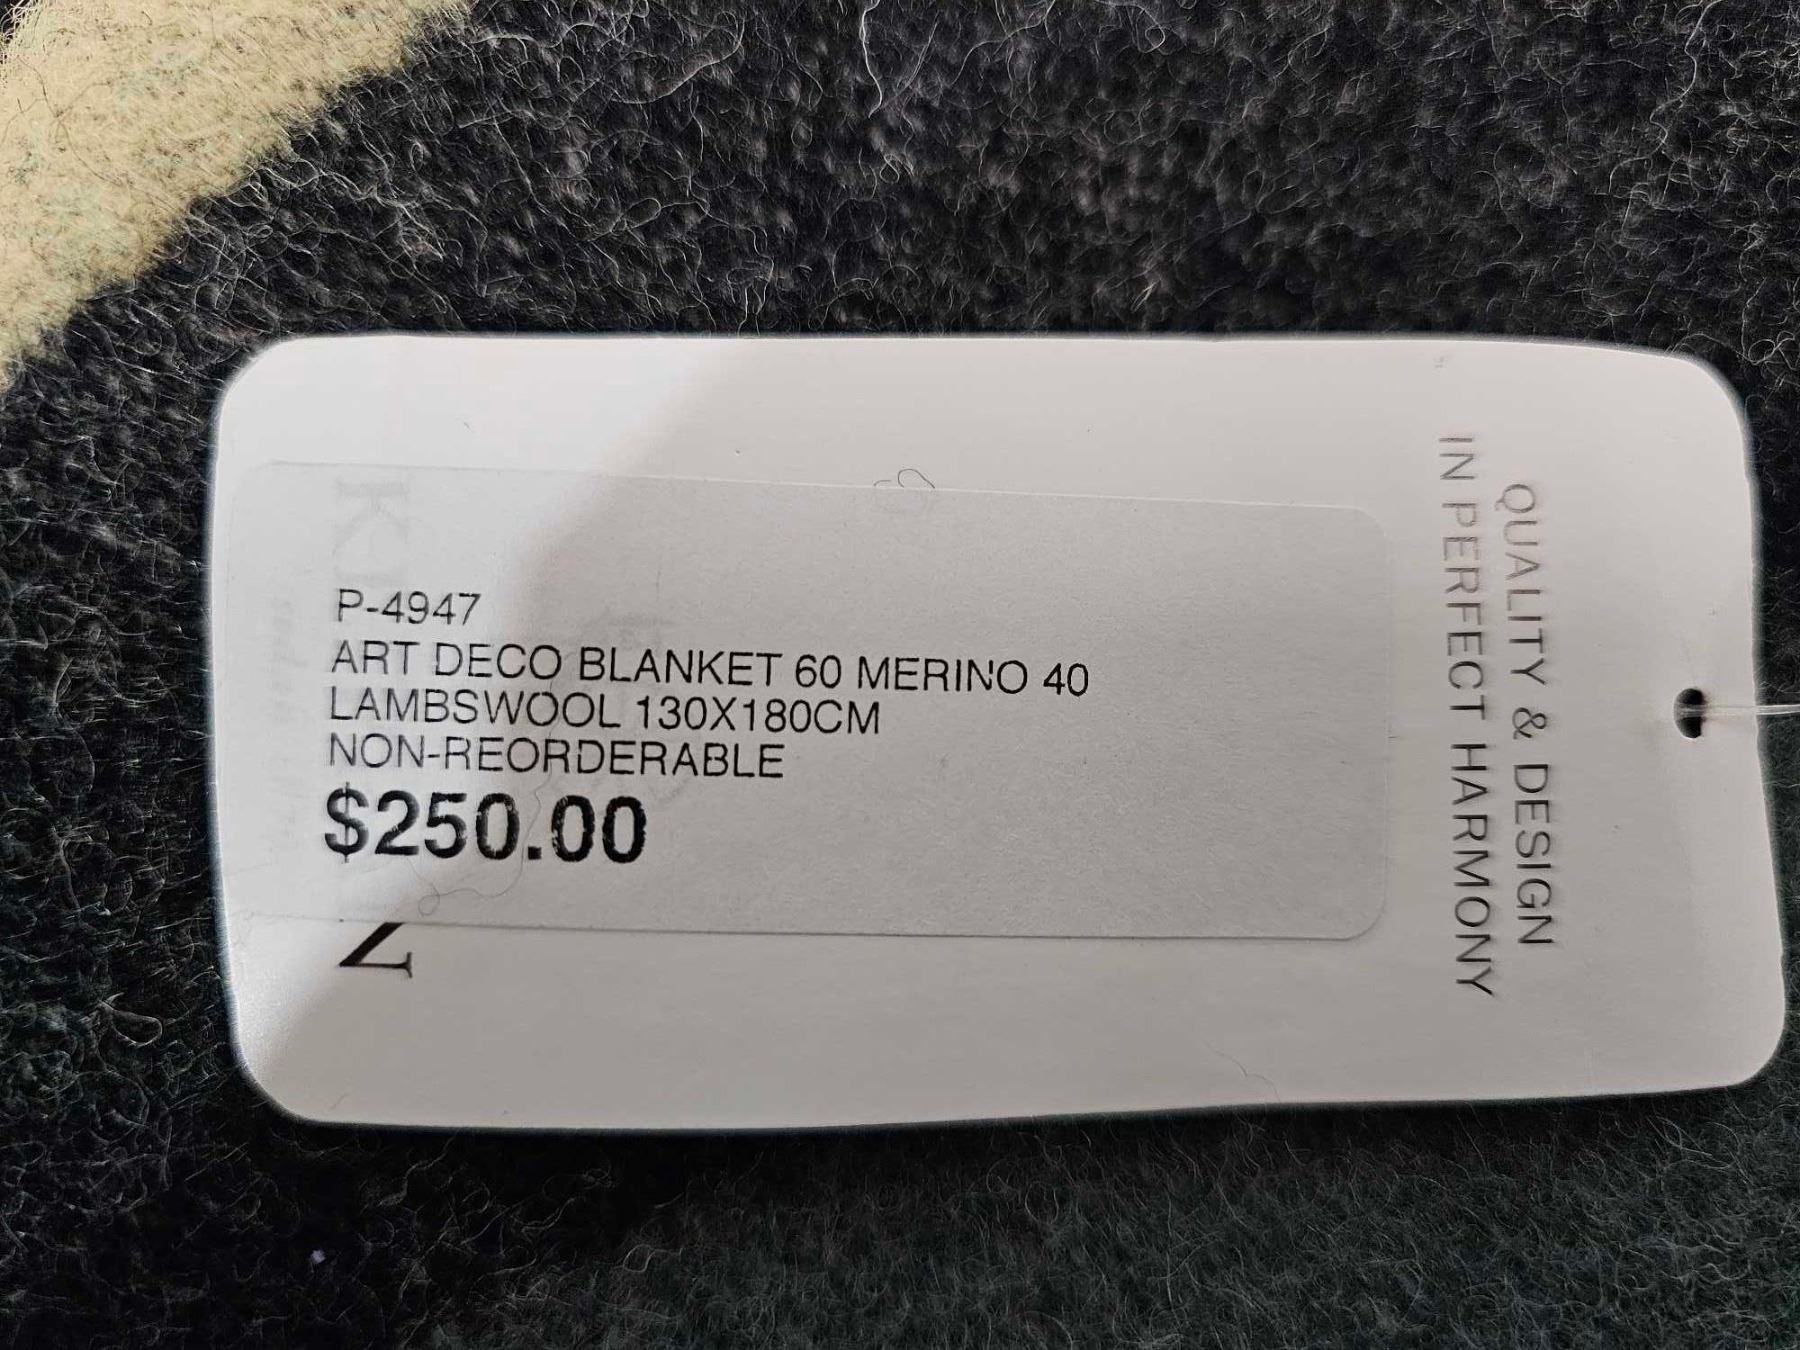 P-4947
ART DECO BLANKET 60 MERINO 40
LAMBSWOOL 130X180CM
NON-REORDERABLE
$250.00
QUALITY & DESIGN
IN PERFECT HARMONY